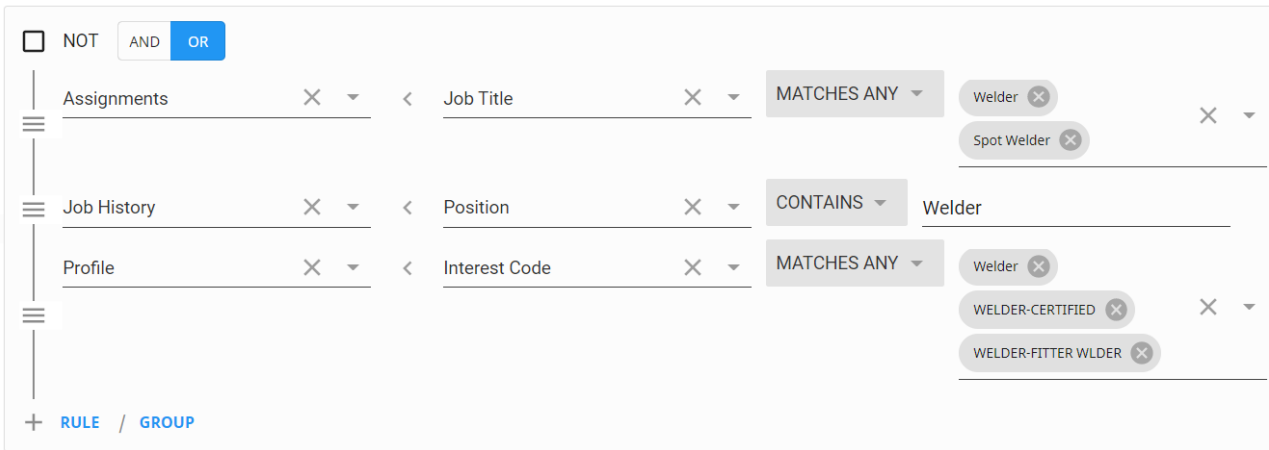 NOT AND OR
Assignments Job Title MATCHES ANY Welder
Spot Welder
Job History Position CONTAINS Welder
Profile Interest Code MATCHES ANY Welder
WELDER-CERTIFIED
WELDER-FITTER WLDER
+ RULE / GROUP